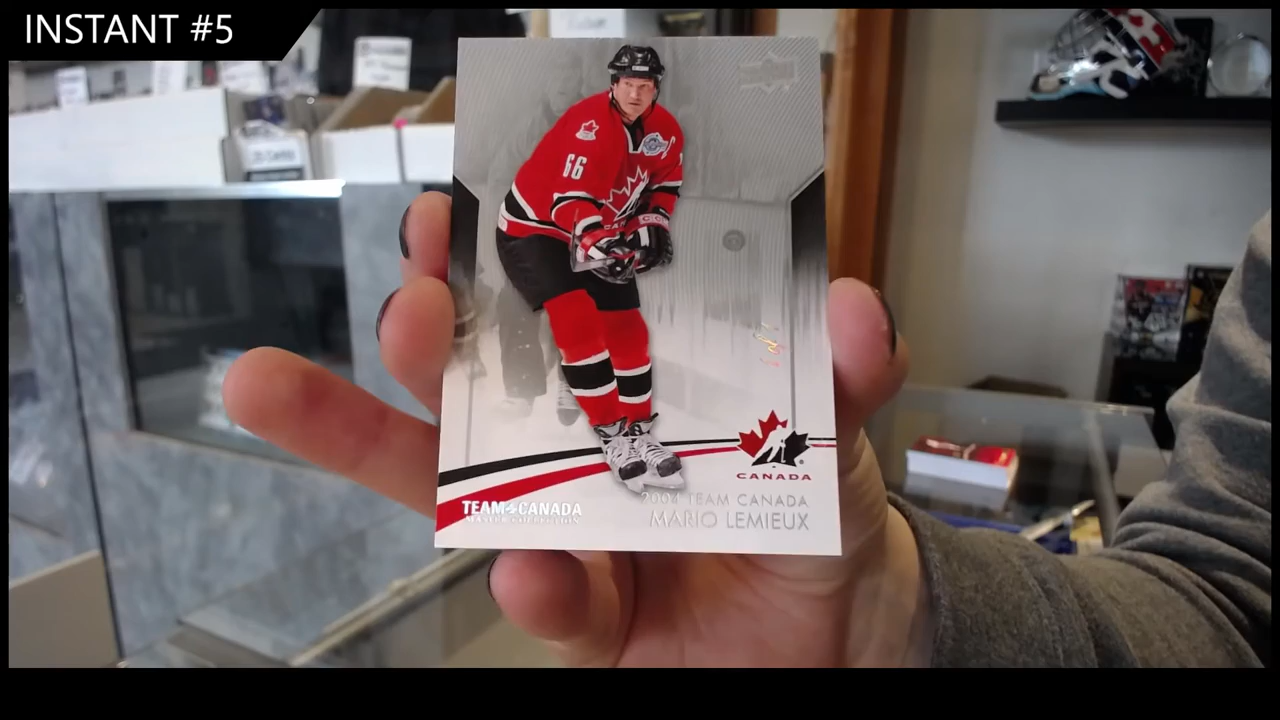 INSTANT #5
66
CANADA
2004 TEAM CANADA
MARIO LEMIEUX
TEAM CANADA
MASTER COLLECTION